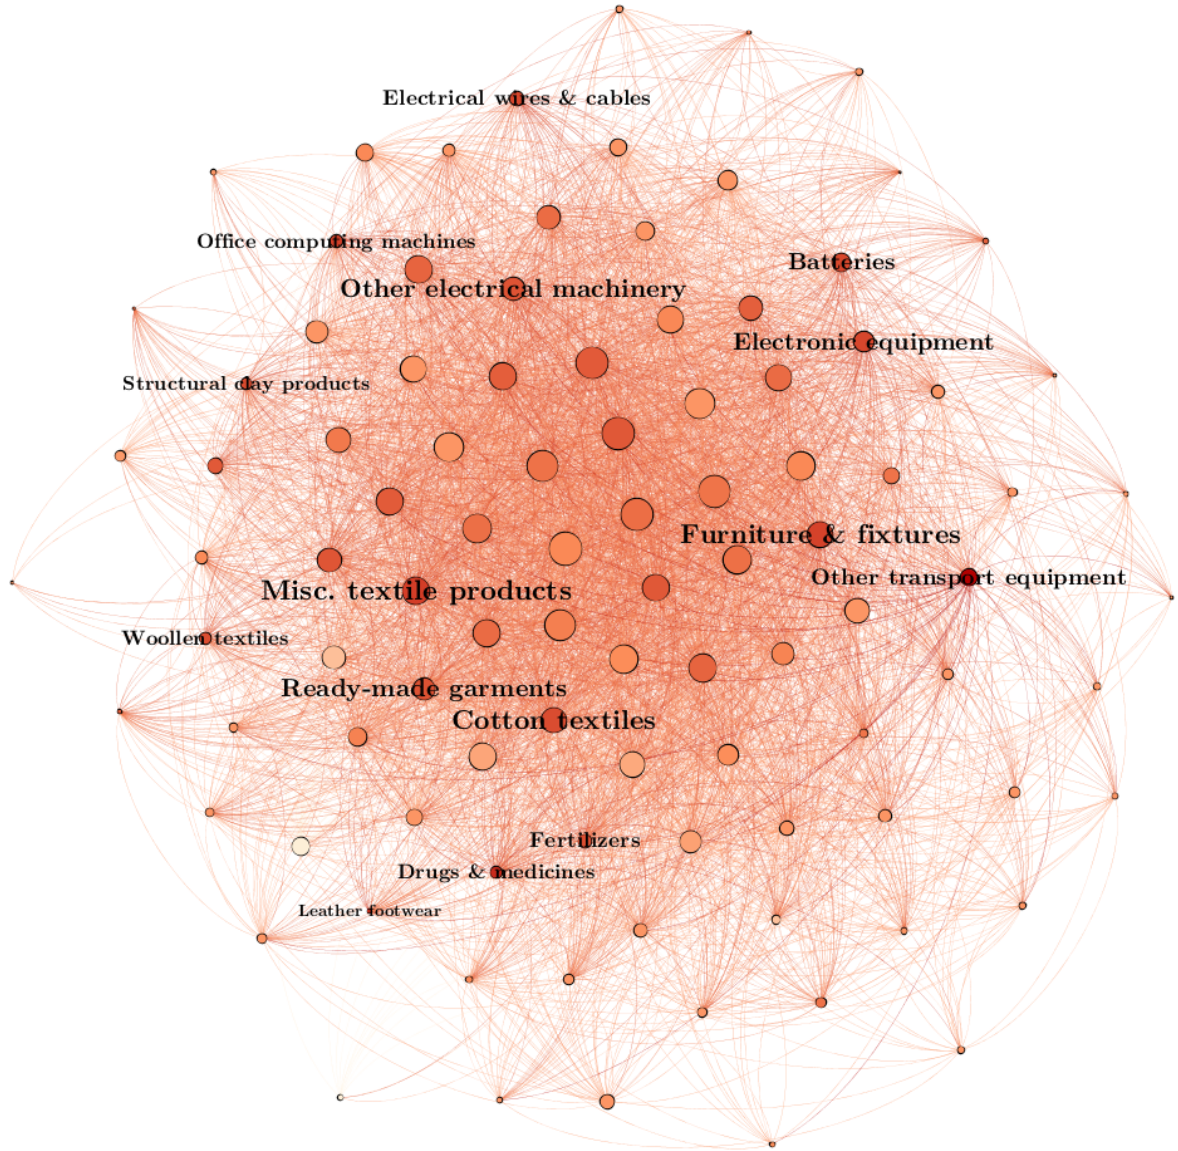 Electrical wires & cables
Office computing machines
Batteries
Other electrical machinery
Electronic equipment
Structural clay products
Furniture & fixtures
Other transport equipment
Misc. textile products
Woollen textiles
Ready-made garments
Cotton textiles
Fertilizers
Drugs & medicines
Leather footwear